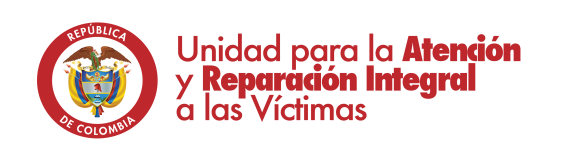 REPÚBLICA
DE COLOMBIA
Unidad para la Atención
y Reparación Integral
a las Víctimas